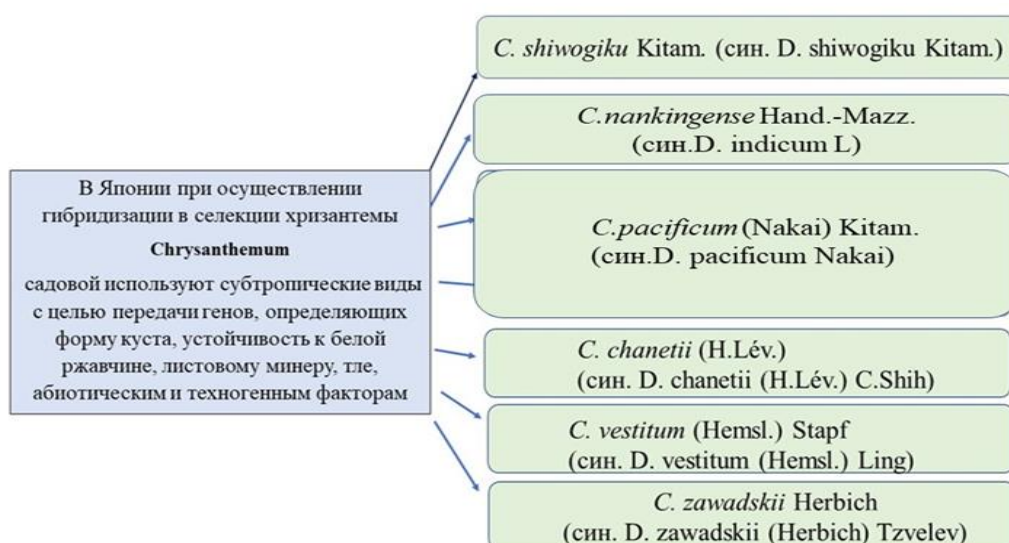 В Японии при осуществлении
гибридизации в селекции хризантемы
Chrysanthemum
садовой используют субтропические виды
с целью передачи генов, определяющих
форму куста, устойчивость к белой
ржавчине, листовому минеру, тле,
абиотическим и техногенным факторам
C. shiwogiku Kitam. (син. D. shiwogiku Kitam.)
C.nankingense Hand.-Mazz.
(син.D. indicum L)
C.pacificum (Nakai) Kitam.
(син.D. pacificum Nakai)
C. chanetii (H.Lév.)
(син. D. chanetii (H.Lév.) C.Shih)
C. vestitum (Hemsl.) Stapf
(син. D. vestitum (Hemsl.) Ling)
C. zawadskii Herbich
(син. D. zawadskii (Herbich) Tzvelev)